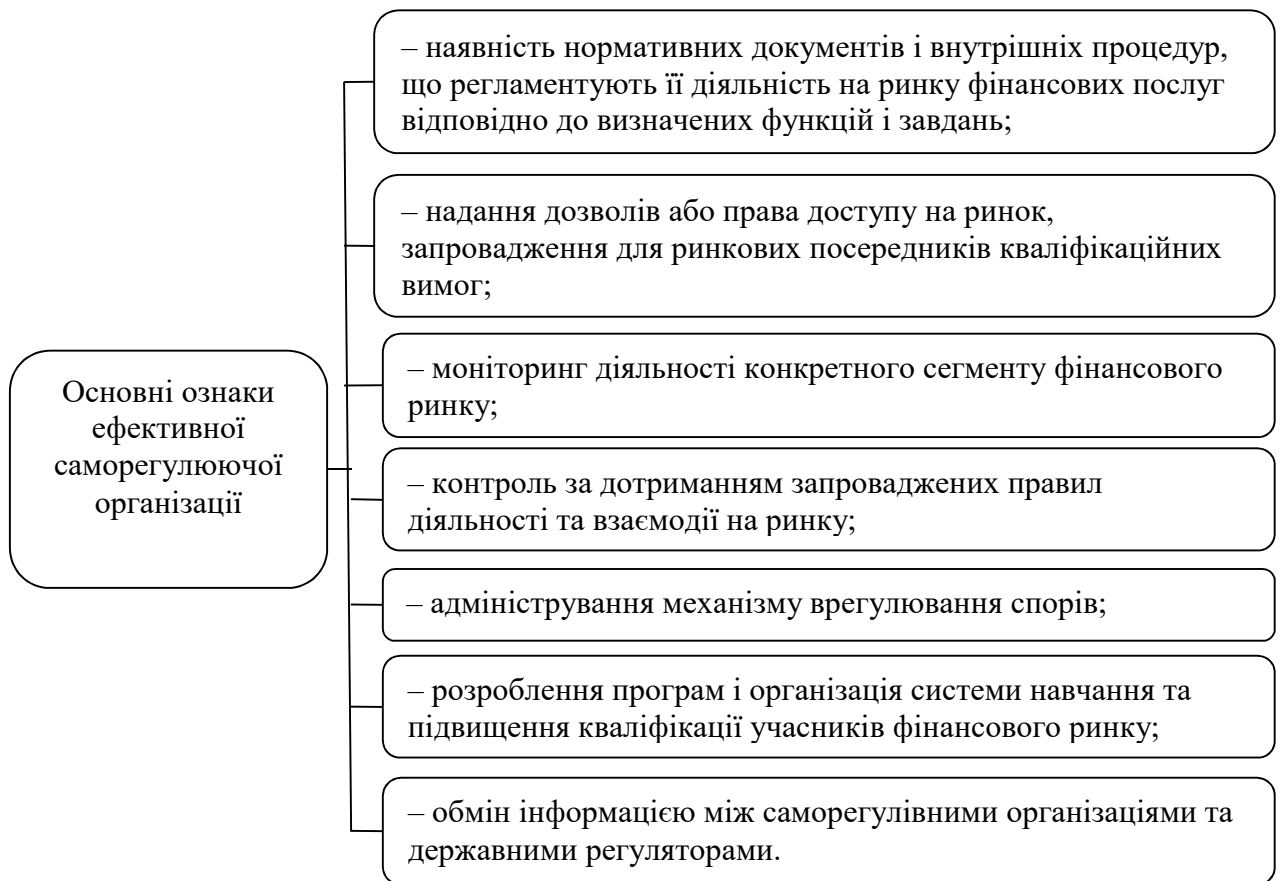 Основні ознаки
ефективної
саморегулюючої
організації
– наявність нормативних документів і внутрішніх процедур,
що регламентують її діяльність на ринку фінансових послуг
відповідно до визначених функцій і завдань;
– надання дозволів або права доступу на ринок,
запровадження для ринкових посередників кваліфікаційних
вимог;
– моніторинг діяльності конкретного сегменту фінансового
ринку;
– контроль за дотриманням запроваджених правил
діяльності та взаємодії на ринку;
– адміністрування механізму врегулювання спорів;
– розроблення програм і організація системи навчання та
підвищення кваліфікації учасників фінансового ринку;
– обмін інформацією між саморегулівними організаціями та
державними регуляторами.